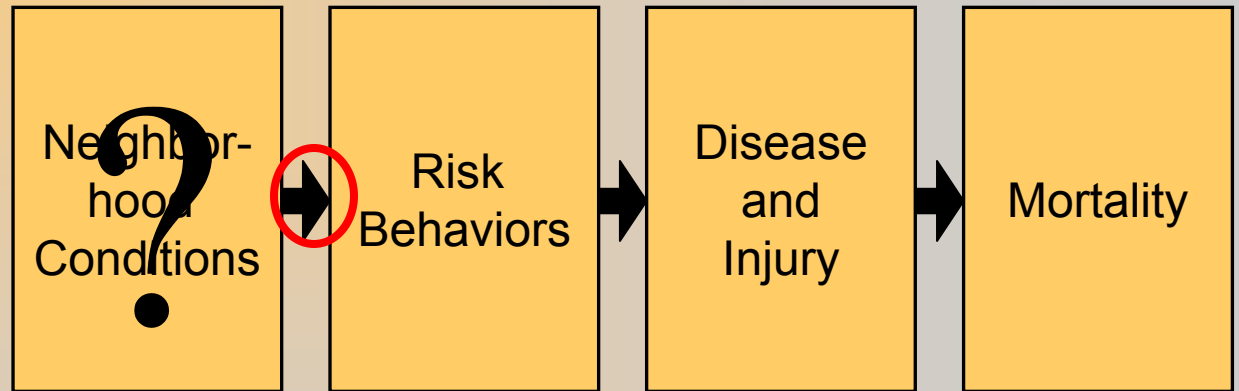 Neighbor-
hood
Conditions
?
Risk
Behaviors
Disease
and
Injury
Mortality